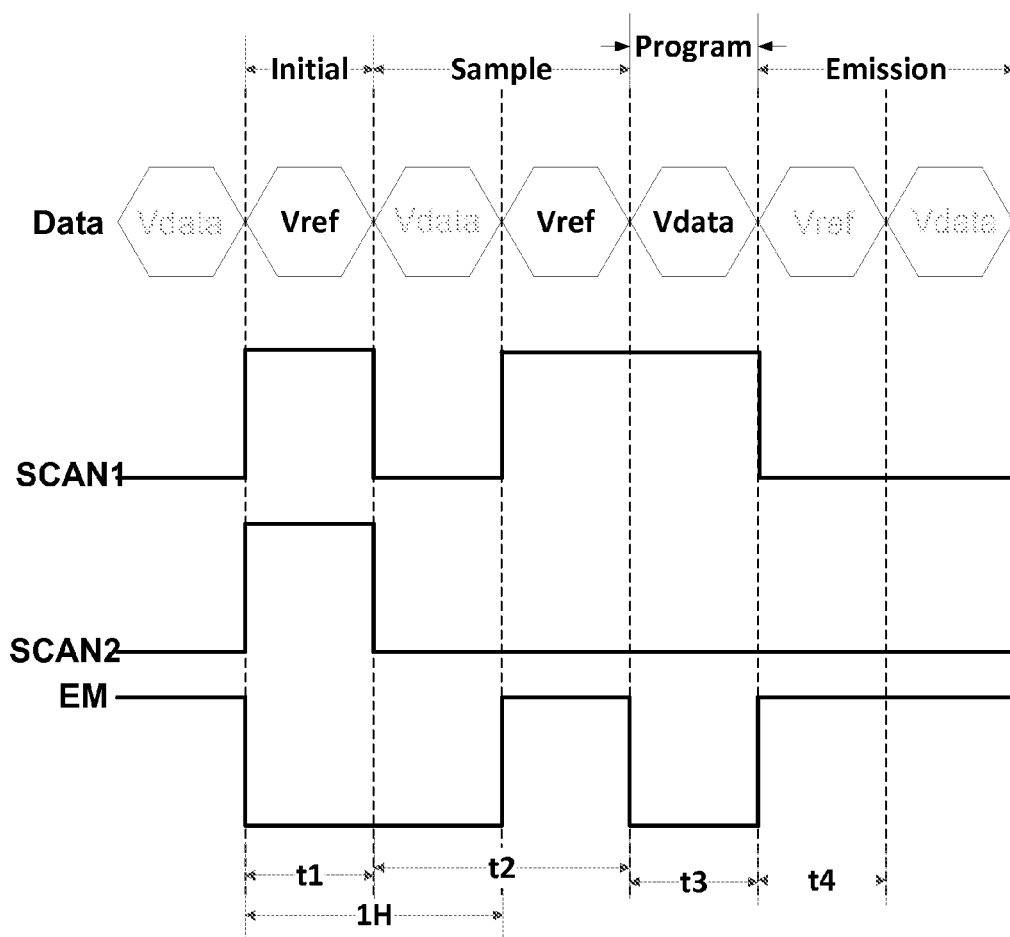 Program
Initial Sample Emission
Data Vdata Vref Vdata Vref Vdata Vref Vdata
SCAN1
SCAN2
EM
t1 t2 t3 t4
1H